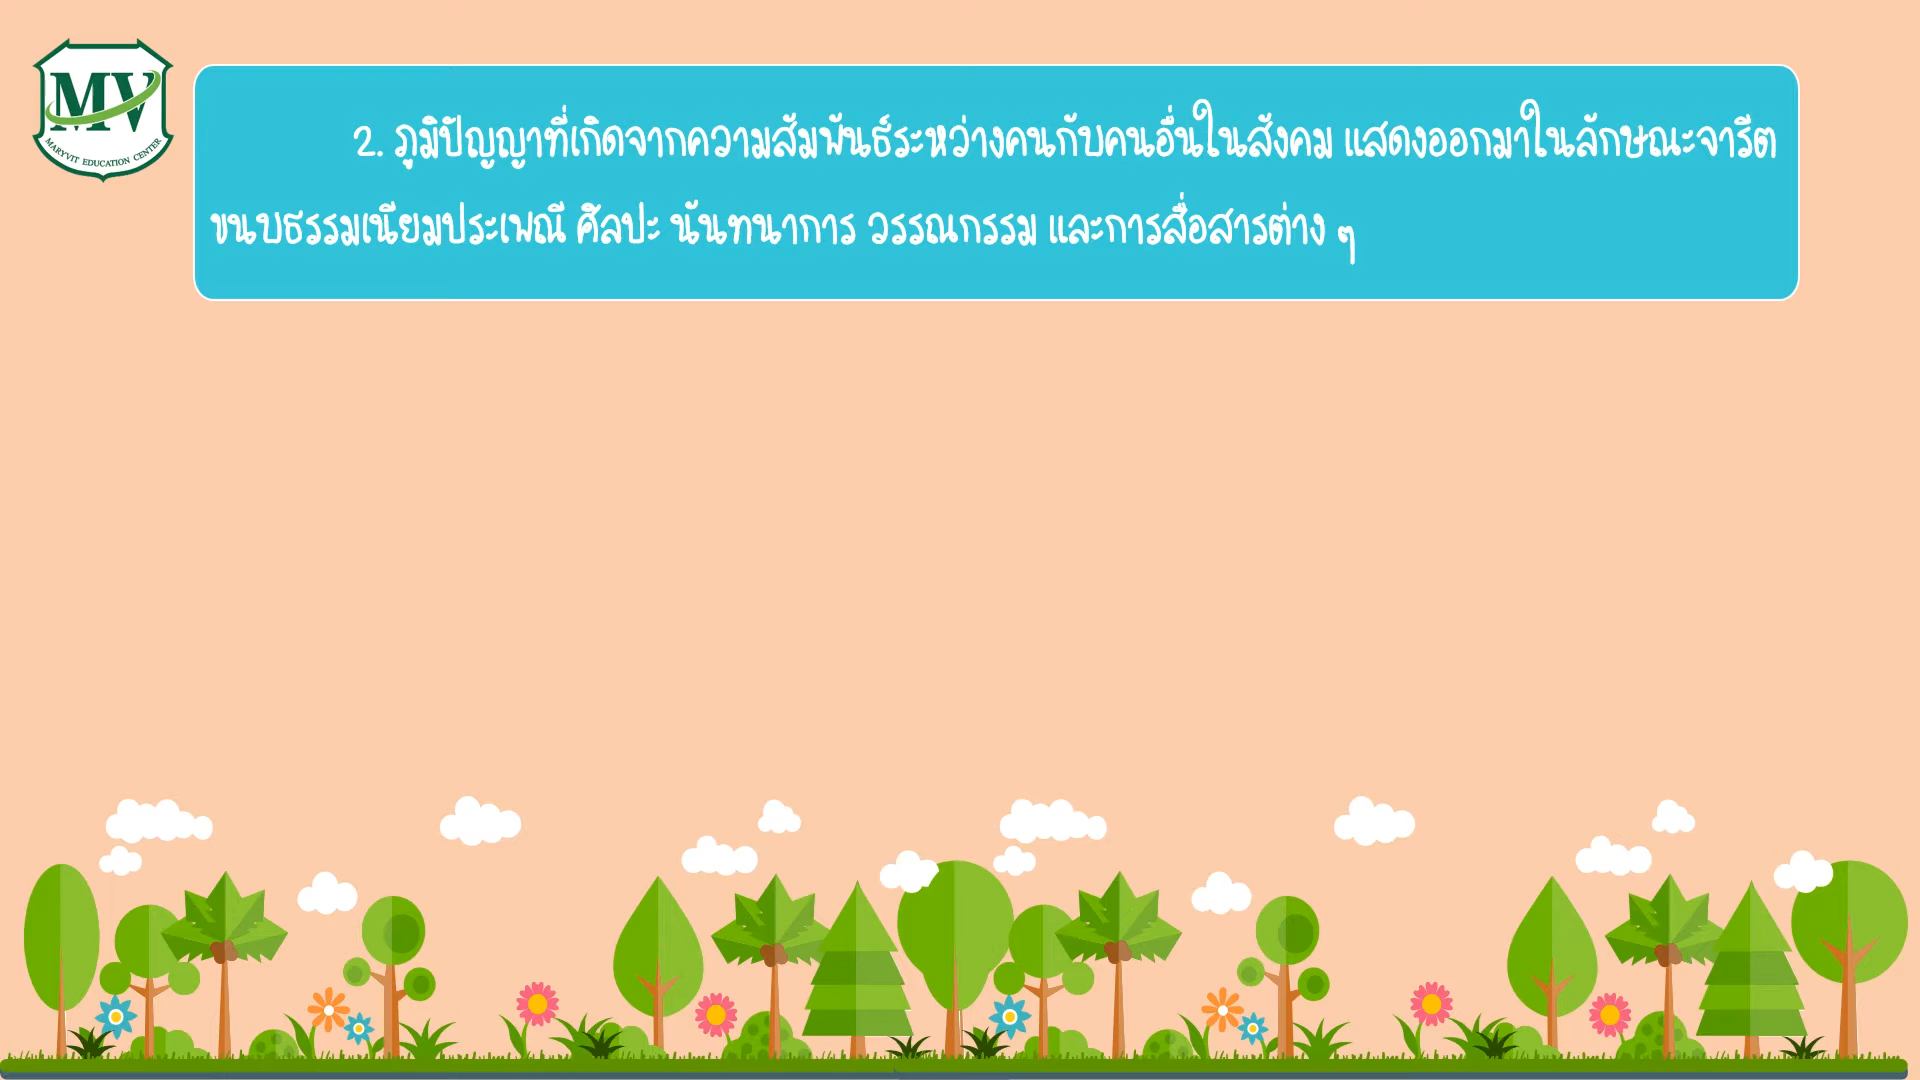 MV
MARYVIT EDUCATION CENTER
2. ภูมิปัญญาที่เกิดจากความสัมพันธ์ระหว่างคนกับคนอื่นในสังคม แสดงออกมาในลักษณะจารีต
ขนบธรรมเนียมประเพณี ศิลปะ นันทนาการ วรรณกรรม และการสื่อสารต่าง ๆ